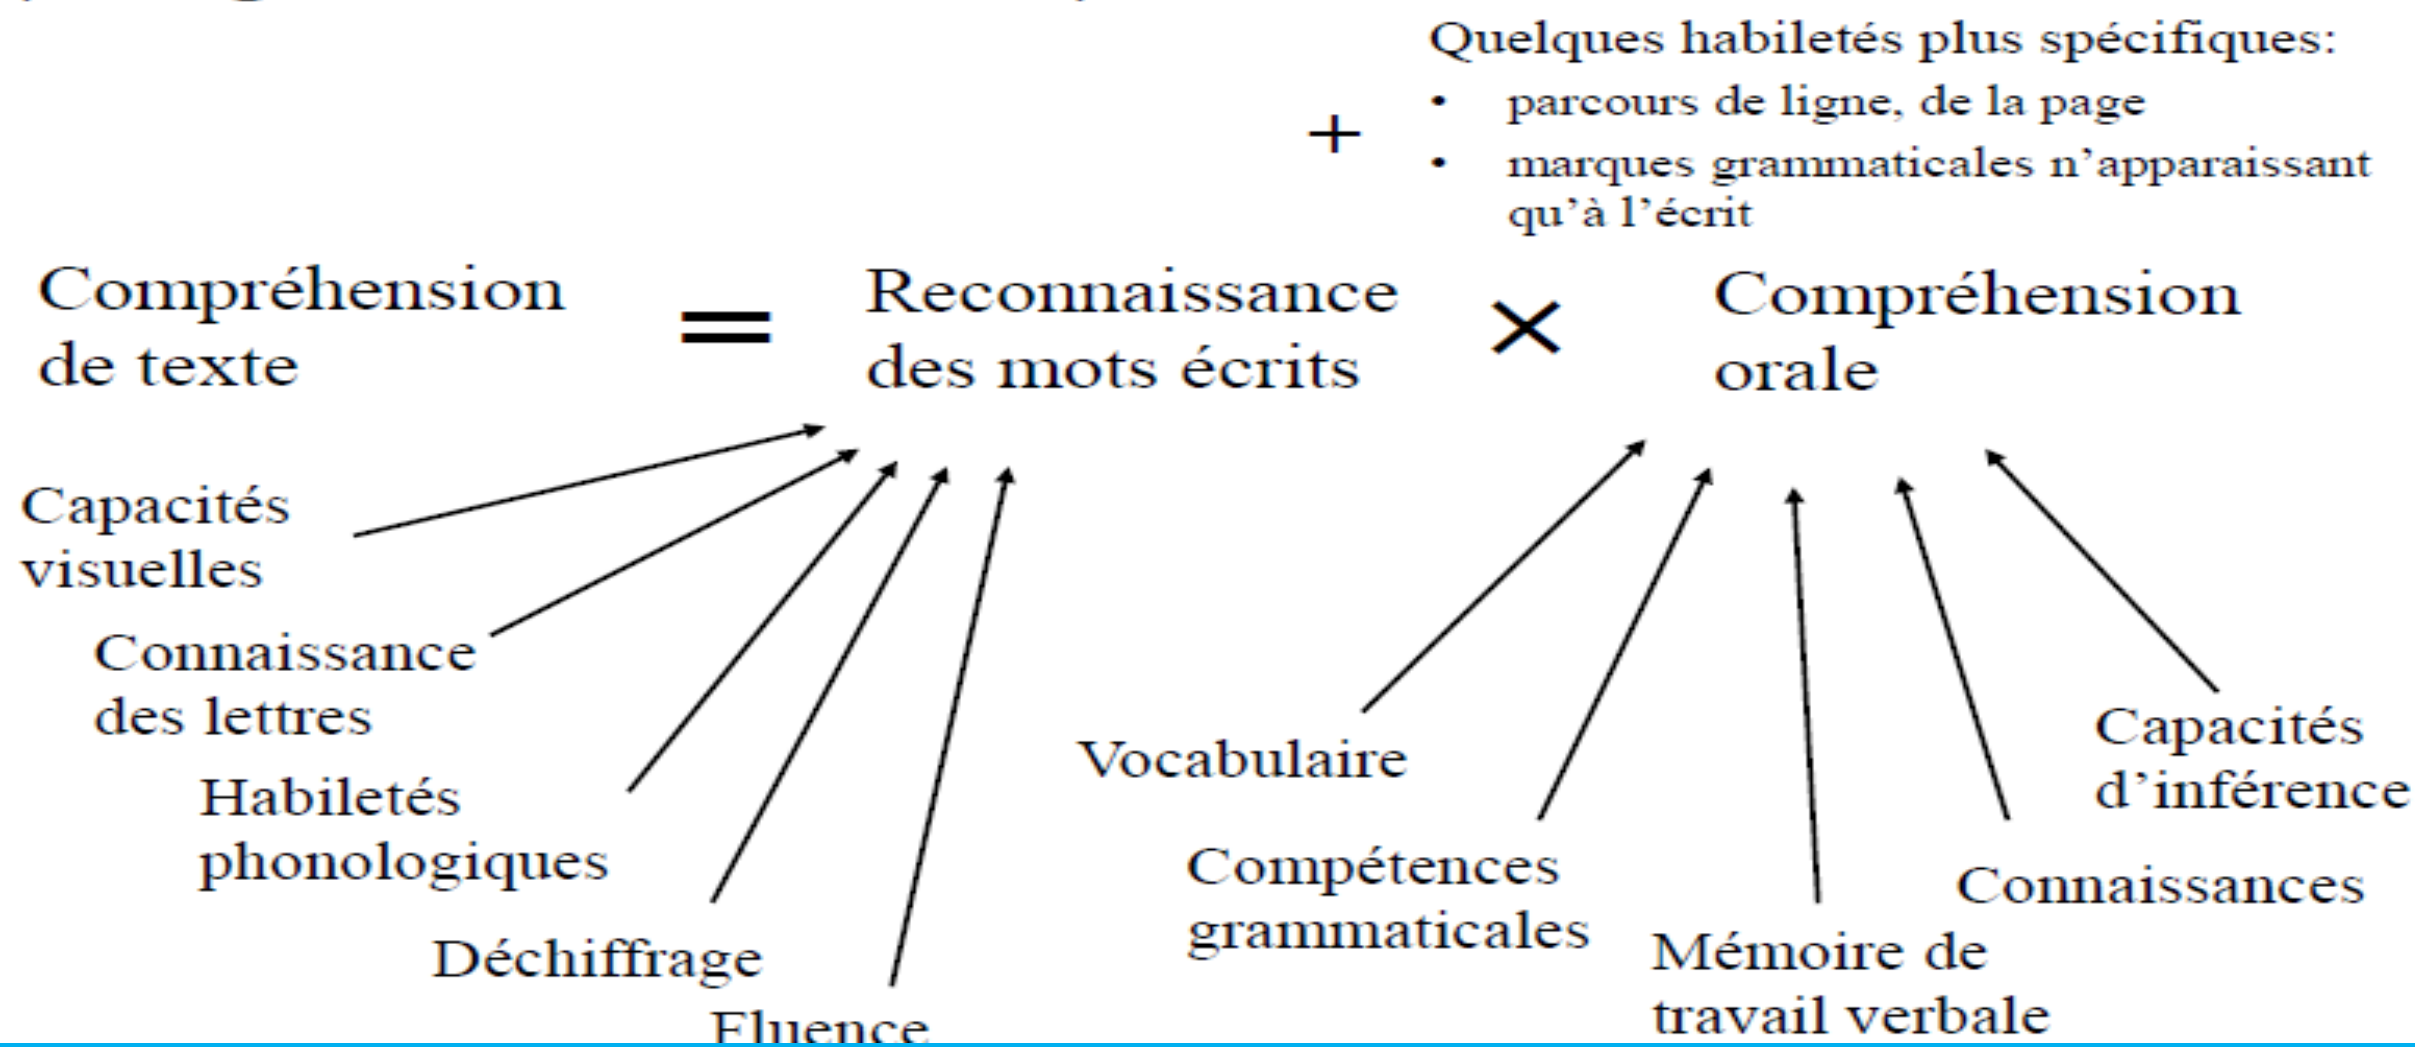 Quelques habiletés plus spécifiques:
+
• parcours de ligne, de la page
• marques grammaticales n'apparaissant
qu'à l'écrit
Compréhension
de texte
=
Reconnaissance
des mots écrits
×
Compréhension
orale
Capacités
visuelles
Connaissance
des lettres
Habiletés
phonologiques
Déchiffrage
Fluence
Vocabulaire
Compétences
grammaticales
Mémoire de
travail verbale
Connaissances
Capacités
d'inférence